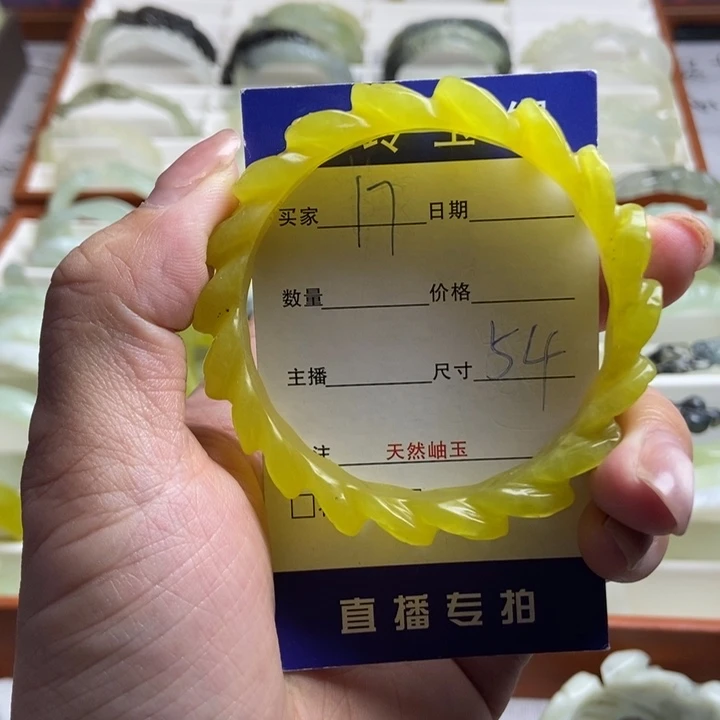 买家 17 日期
数量 价格
主播 尺寸 54
注 天然岫玉
直播专拍